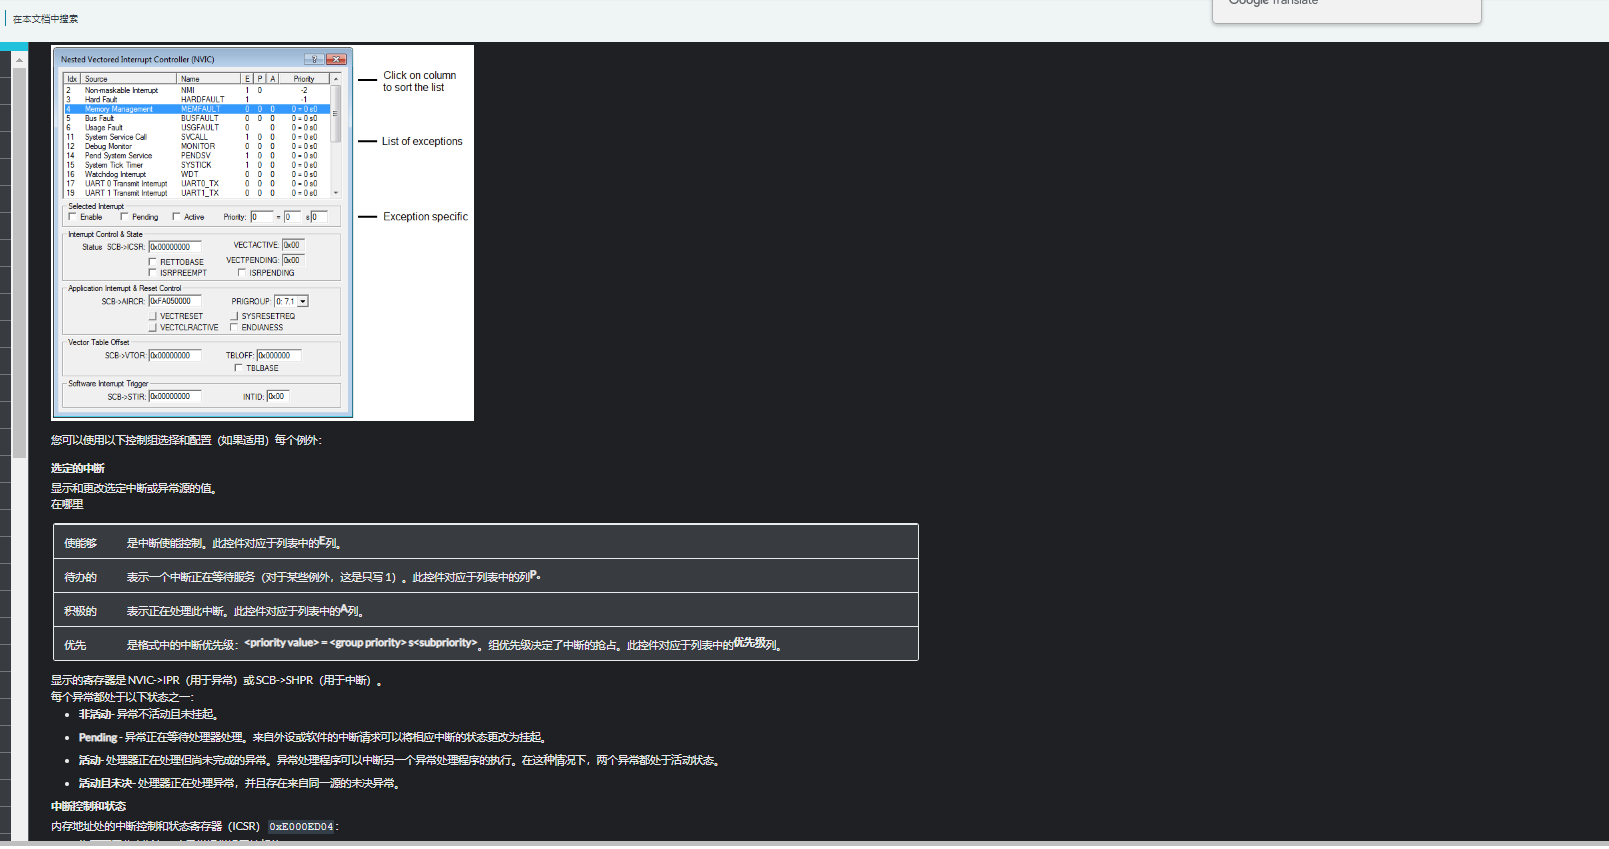 在本文档中搜索
Google Translate
Nested Vectored Interrupt Controller (NVIC)
Idx Source Name E P A Priority
2 Non-maskable Interrupt NMI 1 0 -2
3 Hard Fault HARDFAULT 1 -1
4 Memory Management MEMFAULT 0 0 0 0 = 0 s0
5 Bus Fault BUSFAULT 0 0 0 0 = 0 s0
6 Usage Fault USGFAULT 0 0 0 = 0 s0
11 System Service Call SVCALL 1 0 0 0 = 0 s0
12 Debug Monitor MONITOR 0 0 0 0 = 0 s0
14 Pend System Service PENDSV 1 0 0 0 = 0 s0
15 System Tick Timer SYSTICK 1 0 0 0 = 0 s0
16 Watchdog Interrupt WDT 0 0 0 0 = 0 s0
17 UART 0 Transmit Interrupt UART0_TX 0 0 0 0 = 0 s0
19 UART 1 Transmit Interrupt UART1_TX 0 0 0 0 = 0 s0
Click on column
to sort the list
List of exceptions
Selected Interrupt
Enable Pending Active Priority: 0 = 0 s 0
Exception specific
Interrupt Control & State
Status SCB->ICSR: 0x00000000 VECTACTIVE: 0x00
RETTOBASE VECTPENDING: 0x00
ISRPREEMPT ISRPENDING
Application Interrupt & Reset Control
SCB->AIRCR: 0xFA050000 PRIGROUP: 0: 7.1
VECTRESET SYSRESETREQ
VECTCLRACTIVE ENDIANESS
Vector Table Offset
SCB->VTOR: 0x00000000 TBLOFF: 0x000000
TBLBASE
Software Interrupt Trigger
SCB->STIR: 0x00000000 INTID: 0x00
您可以使用以下控制组选择和配置（如果适用）每个例外：
选定的中断
显示和更改选定中断或异常源的值。
在哪里
使能够 是中断使能控制。此控件对应于列表中的E列。
待办的 表示一个中断正在等待服务（对于某些例外，这是只写 1）。此控件对应于列表中的列P。
积极的 表示正在处理此中断。此控件对应于列表中的A列。
优先 是格式中的中断优先级：<priority value> = <group priority> s<subpriority>。组优先级决定了中断的抢占。此控件对应于列表中的优先级列。
显示的寄存器是 NVIC->IPR（用于异常）或 SCB->SHPR（用于中断）。
每个异常都处于以下状态之一：
• 非活动- 异常不活动且未挂起。
• Pending - 异常正在等待处理器处理。来自外设或软件的中断请求可以将相应中断的状态更改为挂起。
• 活动- 处理器正在处理但尚未完成的异常。异常处理程序可以中断另一个异常处理程序的执行。在这种情况下，两个异常都处于活动状态。
• 活动且未决- 处理器正在处理异常，并且存在来自同一源的未决异常。
中断控制和状态
内存地址处的中断控制和状态寄存器（ICSR） 0xE000ED04：